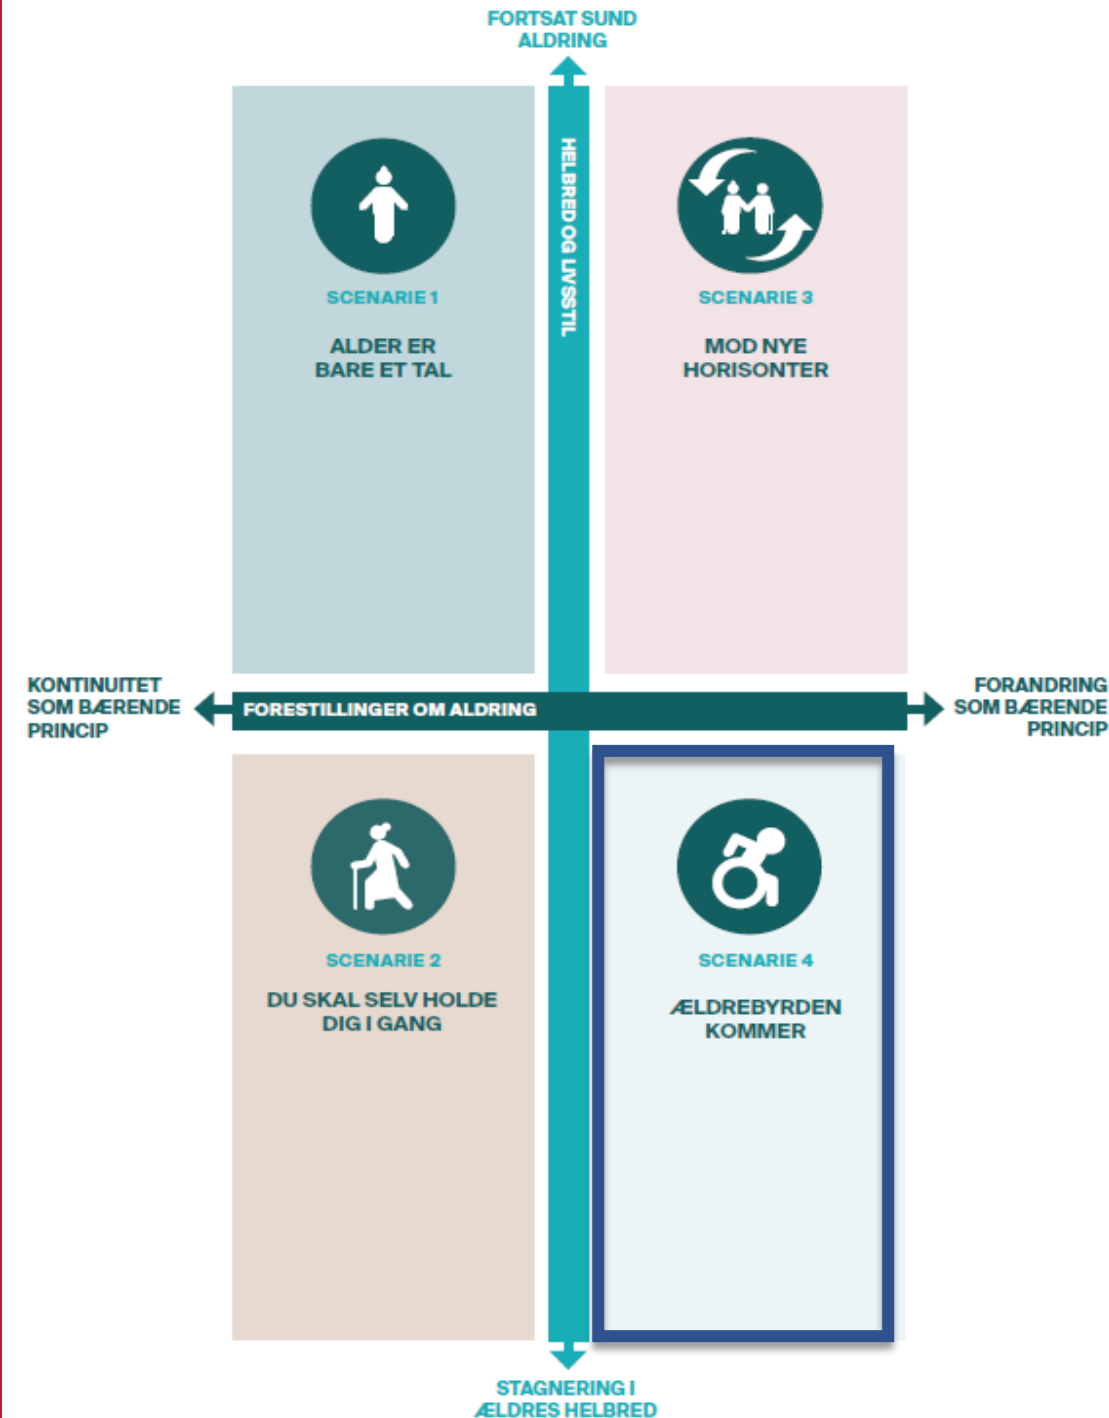 FORTSAT SUND
ALDRING
HELBRED OG LIVSSTIL
SCENARIE 1
ALDER ER
BARE ET TAL
SCENARIE 3
MOD NYE
HORISONTER
KONTINUITET
SOM BÆRENDE
PRINCIP
FORESTILLINGER OM ALDRING
FORANDRING
SOM BÆRENDE
PRINCIP
SCENARIE 2
DU SKAL SELV HOLDE
DIG I GANG
SCENARIE 4
ÆLDREBYRDEN
KOMMER
STAGNERING I
ÆLDRES HELBRED